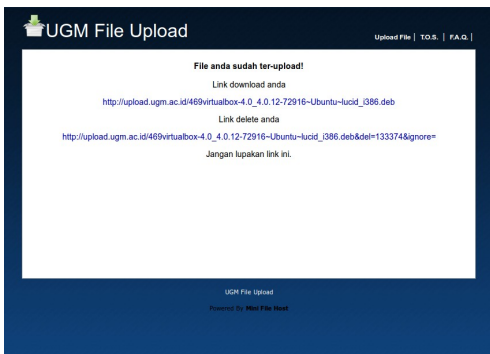 UGM File Upload
Upload File | T.O.S. | F.A.Q. |
File anda sudah ter-upload!
Link download anda
http://upload.ugm.ac.id/469virtualbox-4.0_4.0.12-72916~Ubuntu~lucid_i386.deb
Link delete anda
http://upload.ugm.ac.id/469virtualbox-4.0_4.0.12-72916~Ubuntu~lucid_i386.deb&del=133374&ignore=
Jangan lupakan link ini.
UGM File Upload
Powered By Mini File Host